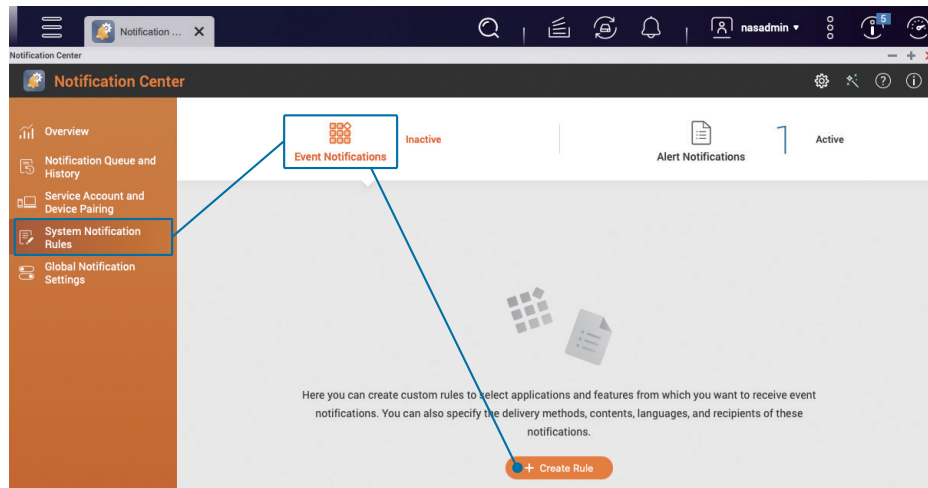 Notification ...
nasadmin
5
Notification Center
Notification Center
Overview
Notification Queue and
History
Service Account and
Device Pairing
System Notification
Rules
Global Notification
Settings
Event Notifications
Inactive
Alert Notifications
1
Active
Here you can create custom rules to select applications and features from which you want to receive event
notifications. You can also specify the delivery methods, contents, languages, and recipients of these
notifications.
+ Create Rule